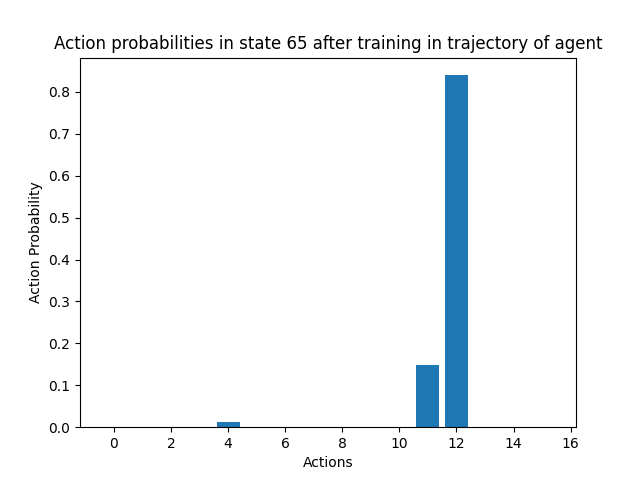 Action probabilities in state 65 after training in trajectory of agent
Action Probability
0.8
0.7
0.6
0.5
0.4
0.3
0.2
0.1
0.0
0 2 4 6 8 10 12 14 16
Actions